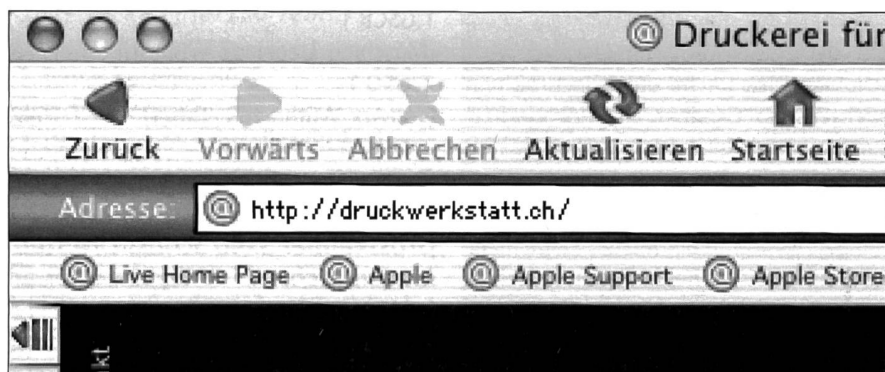 @ Druckerei für
Zurück Vorwärts Abbrechen Aktualisieren Startseite
Adresse: @ http://druckwerkstatt.ch/
@ Live Home Page @ Apple @ Apple Support @ Apple Store
kt